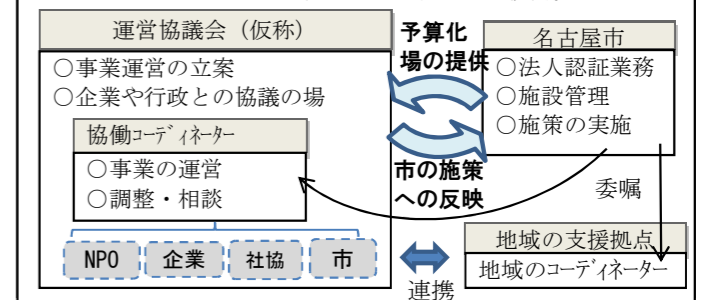 運営協議会（仮称）
○事業運営の立案
○企業や行政との協議の場
協働コーディネーター
○事業の運営
○調整・相談
NPO
企業
社協
市
予算化
場の提供
市の施策
への反映
名古屋市
○法人認証業務
○施設管理
○施策の実施
委嘱
連携
地域の支援拠点
地域のコーディネーター